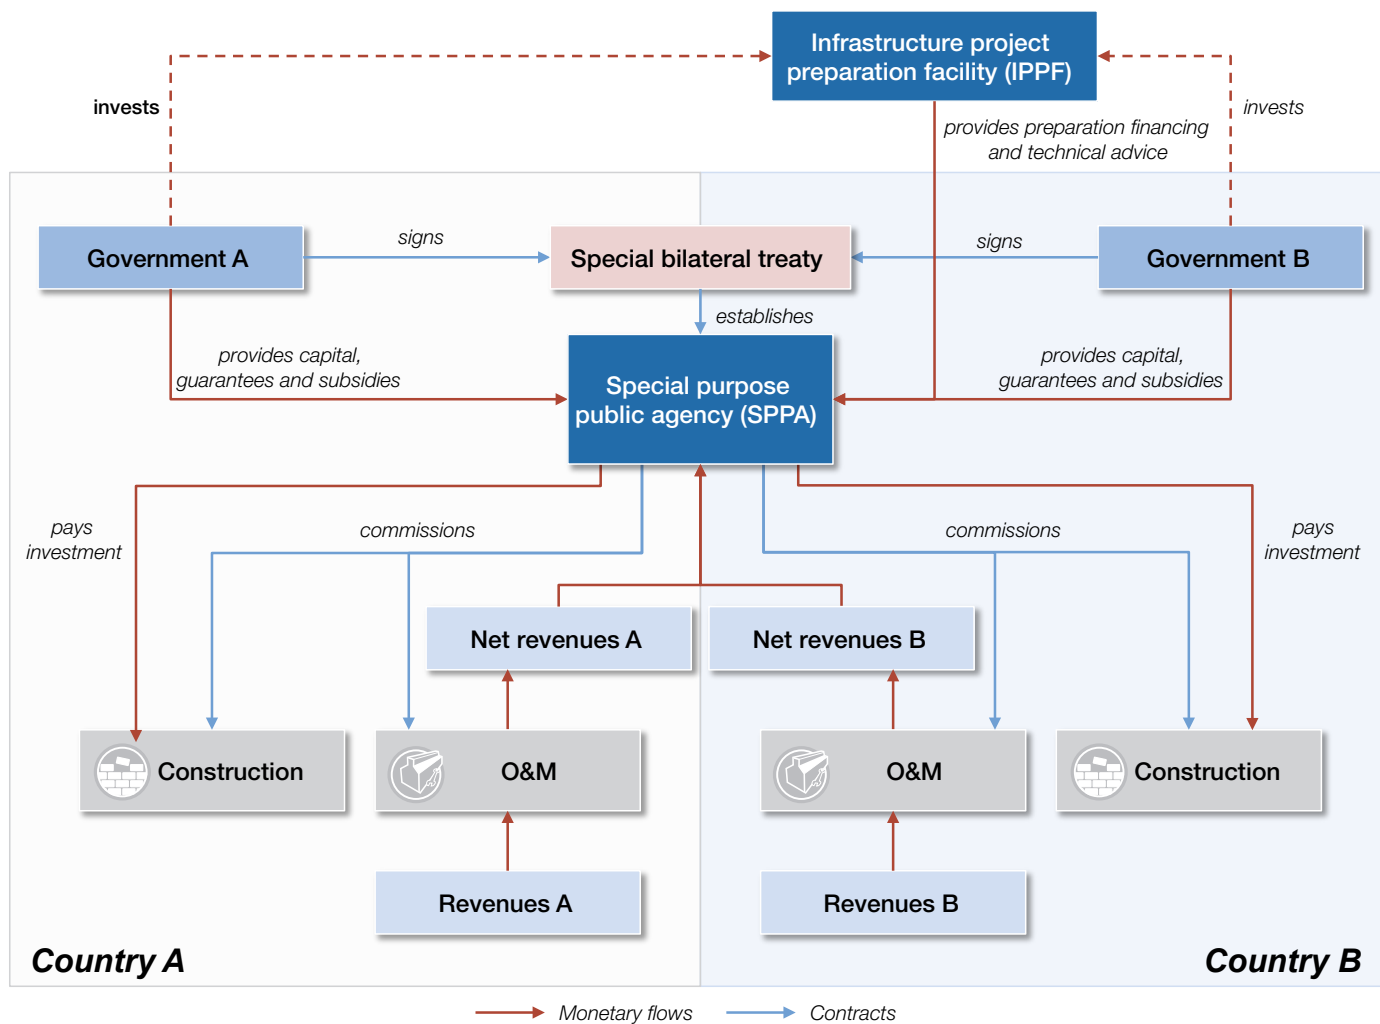 Infrastructure project
preparation facility (IPPF)
invests
invests
provides preparation financing
and technical advice
Government A
signs
Special bilateral treaty
signs
Government B
establishes
provides capital,
guarantees and subsidies
Special purpose
public agency (SPPA)
provides capital,
guarantees and subsidies
pays
investment
commissions
commissions
pays
investment
Net revenues A
Net revenues B
Construction
O&M
O&M
Construction
Revenues A
Revenues B
Country A
Country B
Monetary flows
Contracts